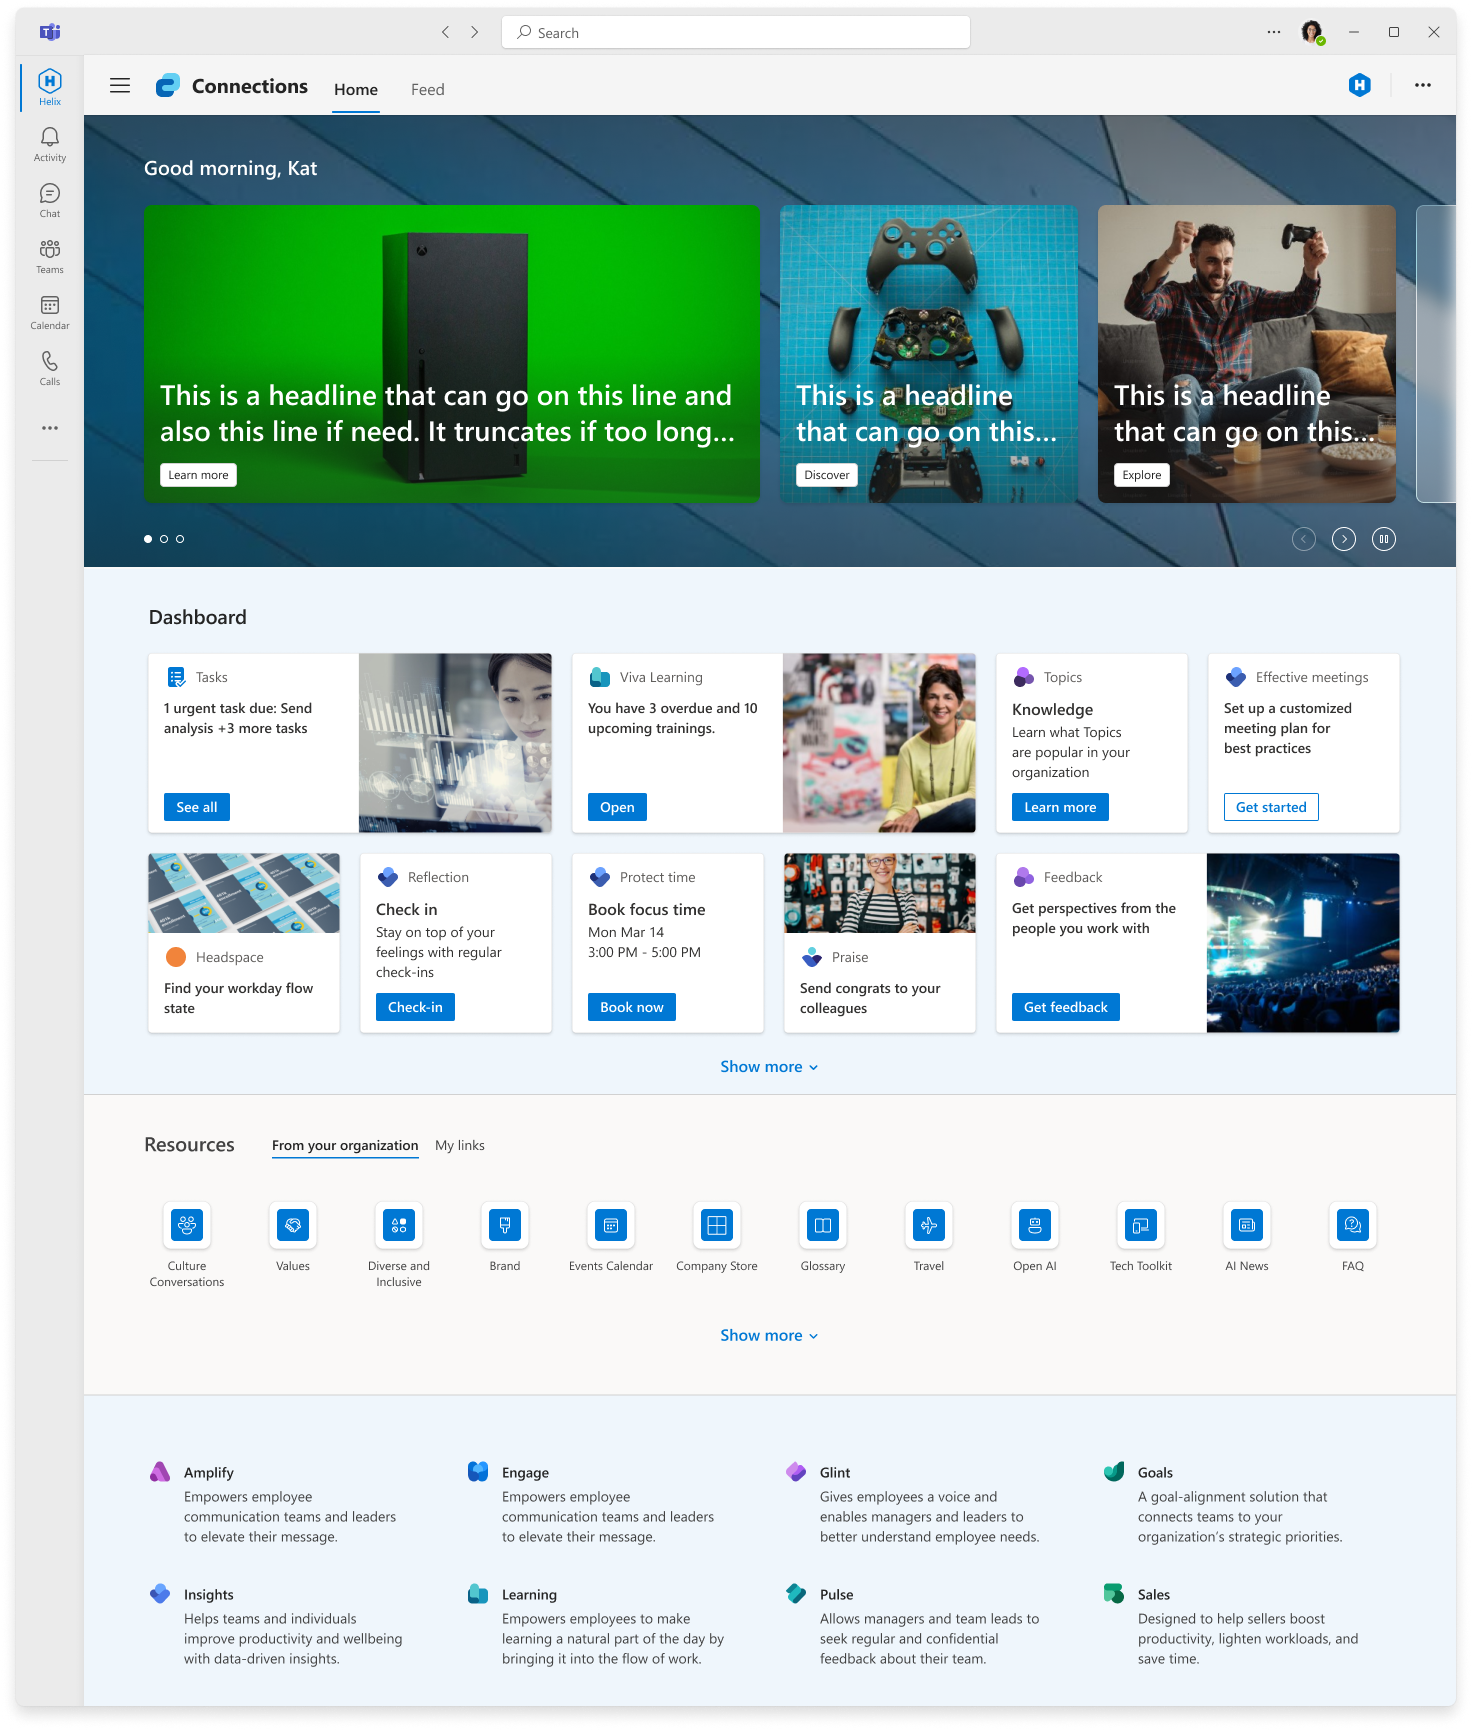 Search
Helix
Activity
Chat
Teams
Calendar
Calls
Connections
Home
Feed
Good morning, Kat
This is a headline that can go on this line and
also this line if need. It truncates if too long...
Learn more
This is a headline
that can go on this...
Discover
This is a headline
that can go on this...
Explore
Dashboard
Tasks
1 urgent task due: Send
analysis +3 more tasks
See all
Viva Learning
You have 3 overdue and 10
upcoming trainings.
Open
Topics
Knowledge
Learn what Topics
are popular in your
organization
Learn more
Effective meetings
Set up a customized
meeting plan for
best practices
Get started
Headspace
Find your workday flow
state
Reflection
Check in
Stay on top of your
feelings with regular
check-ins
Check-in
Protect time
Book focus time
Mon Mar 14
3:00 PM - 5:00 PM
Book now
Praise
Send congrats to your
colleagues
Feedback
Get perspectives from the
people you work with
Get feedback
Show more
Resources
From your organization
My links
Culture
Conversations
Values
Diverse and
Inclusive
Brand
Events Calendar
Company Store
Glossary
Travel
Open AI
Tech Toolkit
AI News
FAQ
Show more
Amplify
Empowers employee
communication teams and leaders
to elevate their message.
Engage
Empowers employee
communication teams and leaders
to elevate their message.
Glint
Gives employees a voice and
enables managers and leaders to
better understand employee needs.
Goals
A goal-alignment solution that
connects teams to your
organization's strategic priorities.
Insights
Helps teams and individuals
improve productivity and wellbeing
with data-driven insights.
Learning
Empowers employees to make
learning a natural part of the day by
bringing it into the flow of work.
Pulse
Allows managers and team leads to
seek regular and confidential
feedback about their team.
Sales
Designed to help sellers boost
productivity, lighten workloads, and
save time.